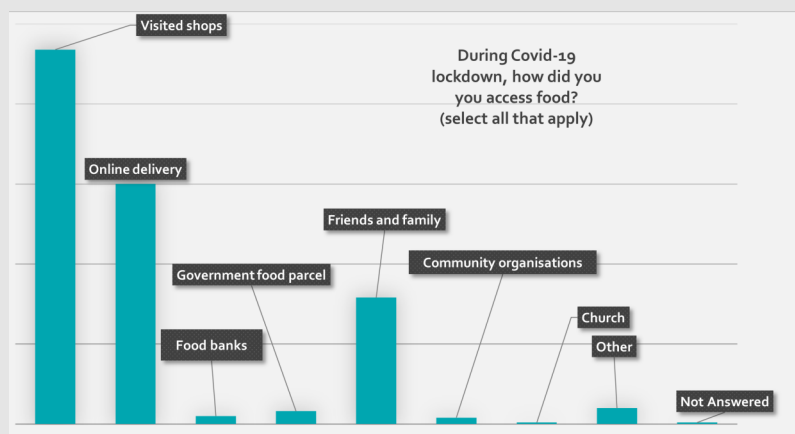 Visited shops
During Covid-19
lockdown, how did you
you access food?
(select all that apply)
Online delivery
Friends and family
Government food parcel
Community organisations
Food banks
Church
Other
Not Answered